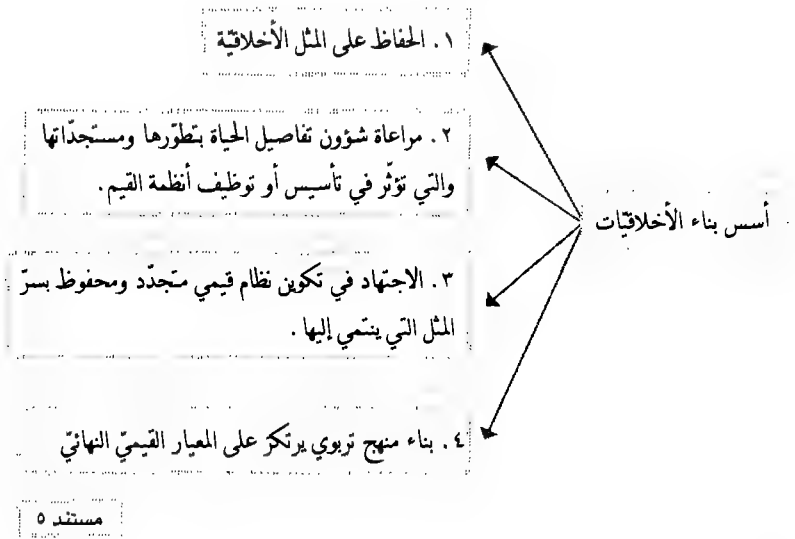 أسس بناء الأخلاقيّات
١. الحفاظ على المثل الأخلاقيّة
٢. مراعاة شؤون تفاصيل الحياة بتطوّرها ومستجدّاتها
والتي تؤثّر في تأسيس أو توظيف أنظمة القيم.
٣. الاجتهاد في تكوين نظام قيمي متجدّد ومحفوظ بسرّ
المثل التي ينتمي إليها.
٤. بناء منهج تربوي يرتكز على المعيار القيميّ النهائيّ
مستند ٥